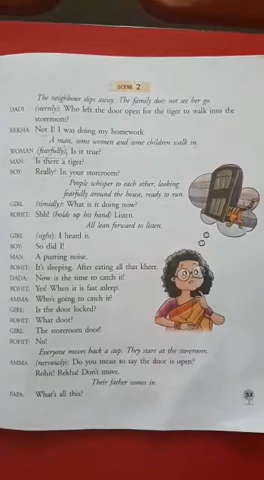 SCENE 2
The neighbour slips away. The family does not see her go.
DADI (sternly): Who left the door open for the tiger to walk into the
storeroom?
REKHA: Not I! I was doing my homework.
A man, some women and some children walk in.
WOMAN (fearfully): Is it true?
MAN: Is there a tiger?
BOY: Really? In your storeroom?
People whisper to each other, looking
fearfully around the house, ready to run.
GIRL (timidly): What is it doing now?
ROHIT: Shh! (holds up his hand) Listen.
All lean forward to listen.
GIRL (sighs): I heard it.
BOY: So did I!
MAN: A purring noise.
ROHIT: It's sleeping. After eating all that kheer.
DADA: Now is the time to catch it!
ROHIT: Yes! When it is fast asleep.
AMMA: Who's going to catch it?
GIRL: Is the door locked?
ROHIT: What door?
GIRL: The storeroom door!
ROHIT: No!
Everyone moves back a step. They stare at the storeroom.
AMMA (nervously): Do you mean to say the door is open?
Rohit! Rekha! Don't move.
Their father comes in.
PAPA: What's all this?
53